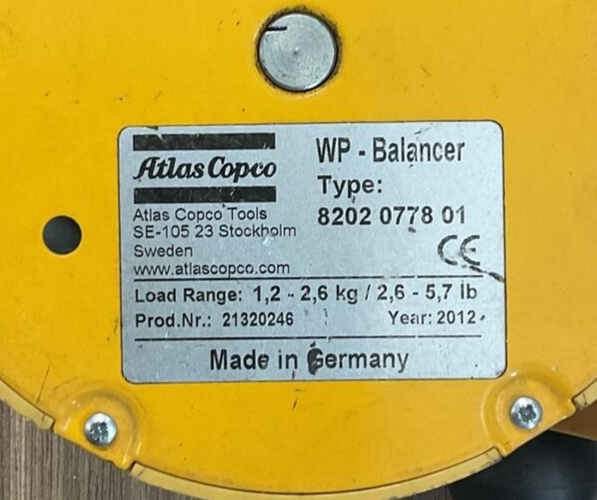 Atlas Copco
WP - Balancer
Type:
8202 0778 01
Atlas Copco Tools
SE-105 23 Stockholm
Sweden
www.atlascopco.com
CE
Load Range: 1,2 - 2,6 kg / 2,6 - 5,7 lb
Prod.Nr.: 21320246 Year: 2012
Made in Germany